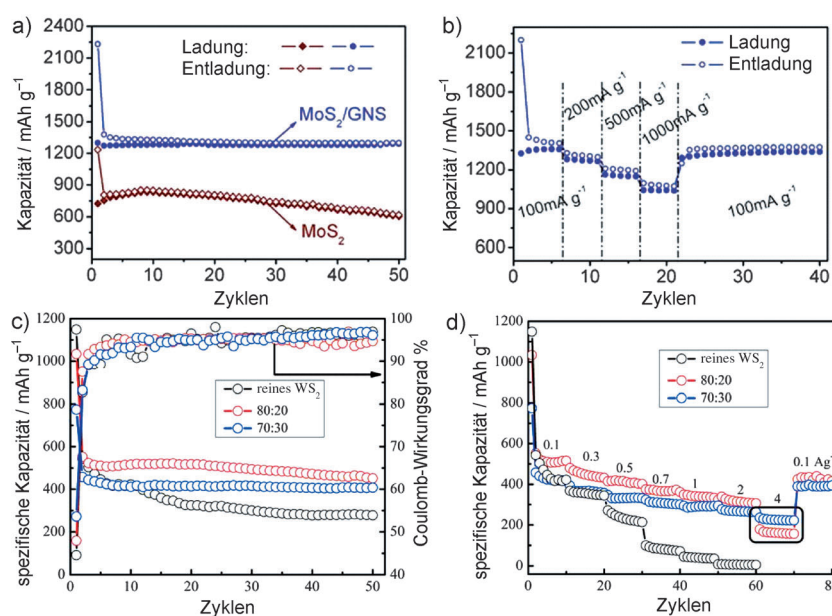 a)
Kapazität / mAh g⁻¹
2400
2100
1800
1500
1200
900
600
300
Ladung:
Entladung:
MoS₂/GNS
MoS₂
0 10 20 30 40 50
Zyklen
b)
Kapazität / mAh g⁻¹
2100
1800
1500
1200
900
600
Ladung
Entladung
100mA g⁻¹
200mA g⁻¹
500mA g⁻¹
1000mA g⁻¹
100mA g⁻¹
0 10 20 30 40
Zyklen
c)
spezifische Kapazität / mAh g⁻¹
1200
1000
800
600
400
200
0
reines WS₂
80:20
70:30
100
90
80
70
60
50
40
Coulomb-Wirkungsgrad %
0 10 20 30 40 50
Zyklen
d)
spezifische Kapazität / mAh g⁻¹
1200
1000
800
600
400
200
0
reines WS₂
80:20
70:30
0.1 0.3 0.5 0.7 1 2 4 0.1 Ag⁻
0 10 20 30 40 50 60 70 80
Zyklen